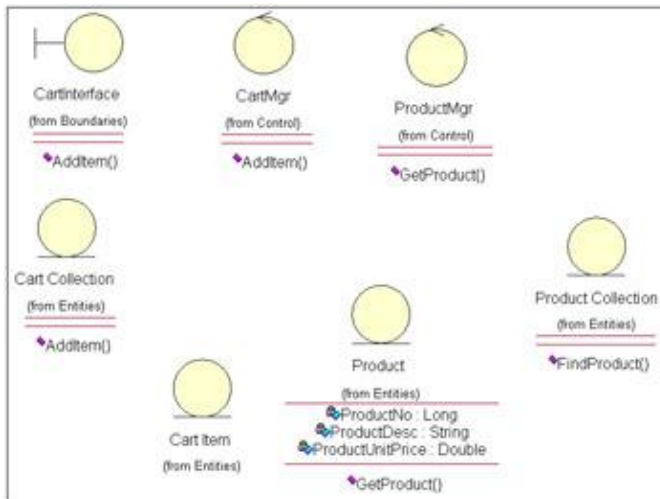 CartInterface
(from Boundaries)
AddItem()
CartMgr
(from Control)
AddItem()
ProductMgr
(from Control)
GetProduct()
Cart Collection
(from Entities)
AddItem()
Cart Item
(from Entities)
Product
(from Entities)
ProductNo : Long
ProductDesc : String
ProductUnitPrice : Double
GetProduct()
Product Collection
(from Entities)
FindProduct()